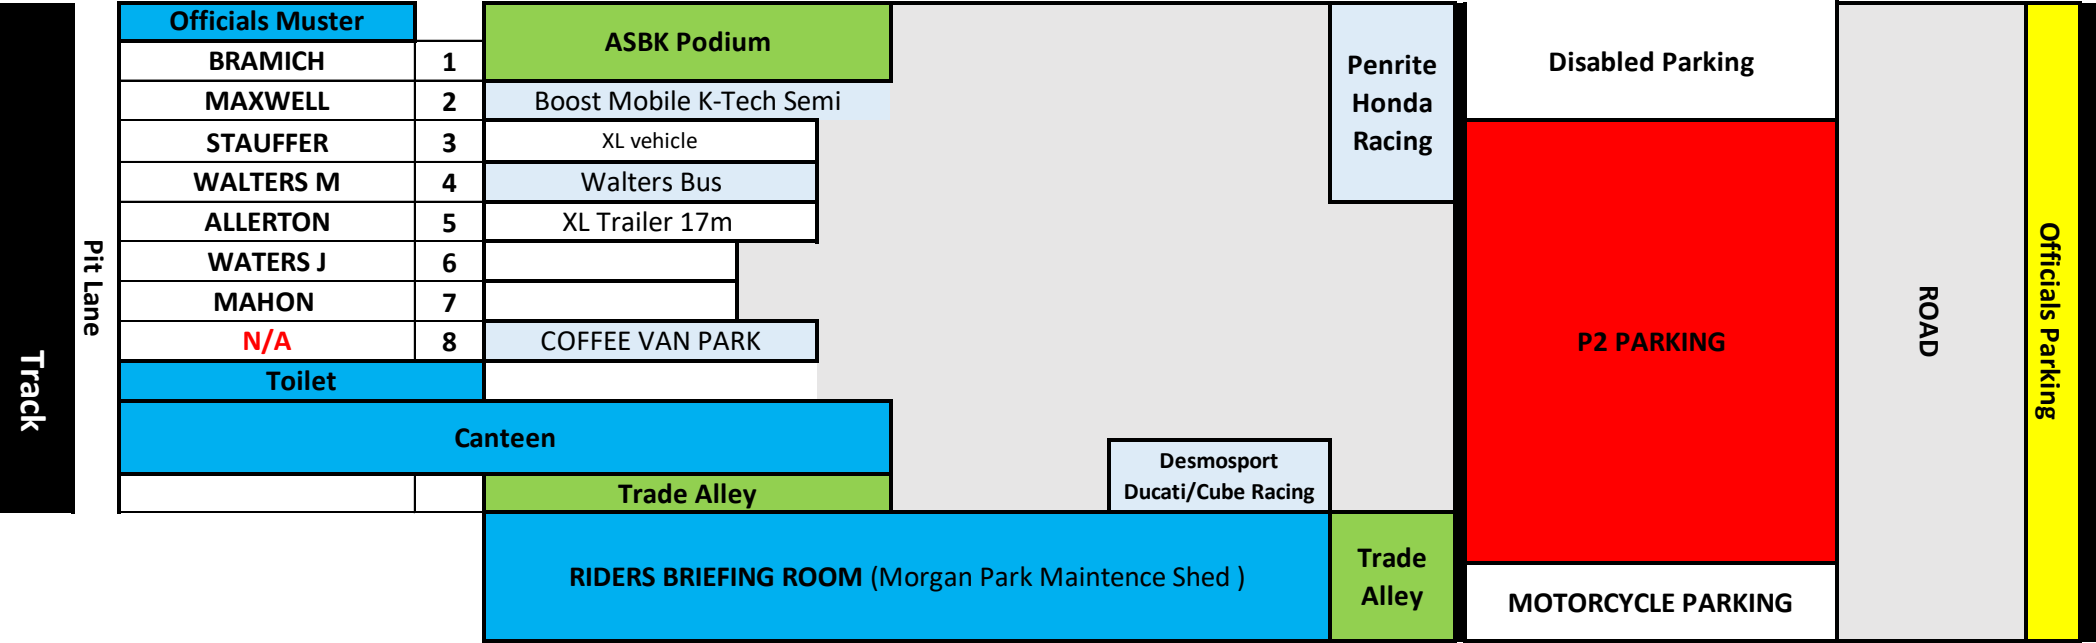 Officials Muster
ASBK Podium
BRAMICH 1
MAXWELL 2 Boost Mobile K-Tech Semi
STAUFFER 3 XL vehicle
WALTERS M 4 Walters Bus
ALLERTON 5 XL Trailer 17m
WATERS J 6
MAHON 7
N/A 8 COFFEE VAN PARK
Toilet
Canteen
Trade Alley
Track
Pit Lane
Penrite
Honda
Racing
Desmosport
Ducati/Cube Racing
RIDERS BRIEFING ROOM (Morgan Park Maintence Shed )
Trade
Alley
Disabled Parking
P2 PARKING
MOTORCYCLE PARKING
ROAD
Officials Parking